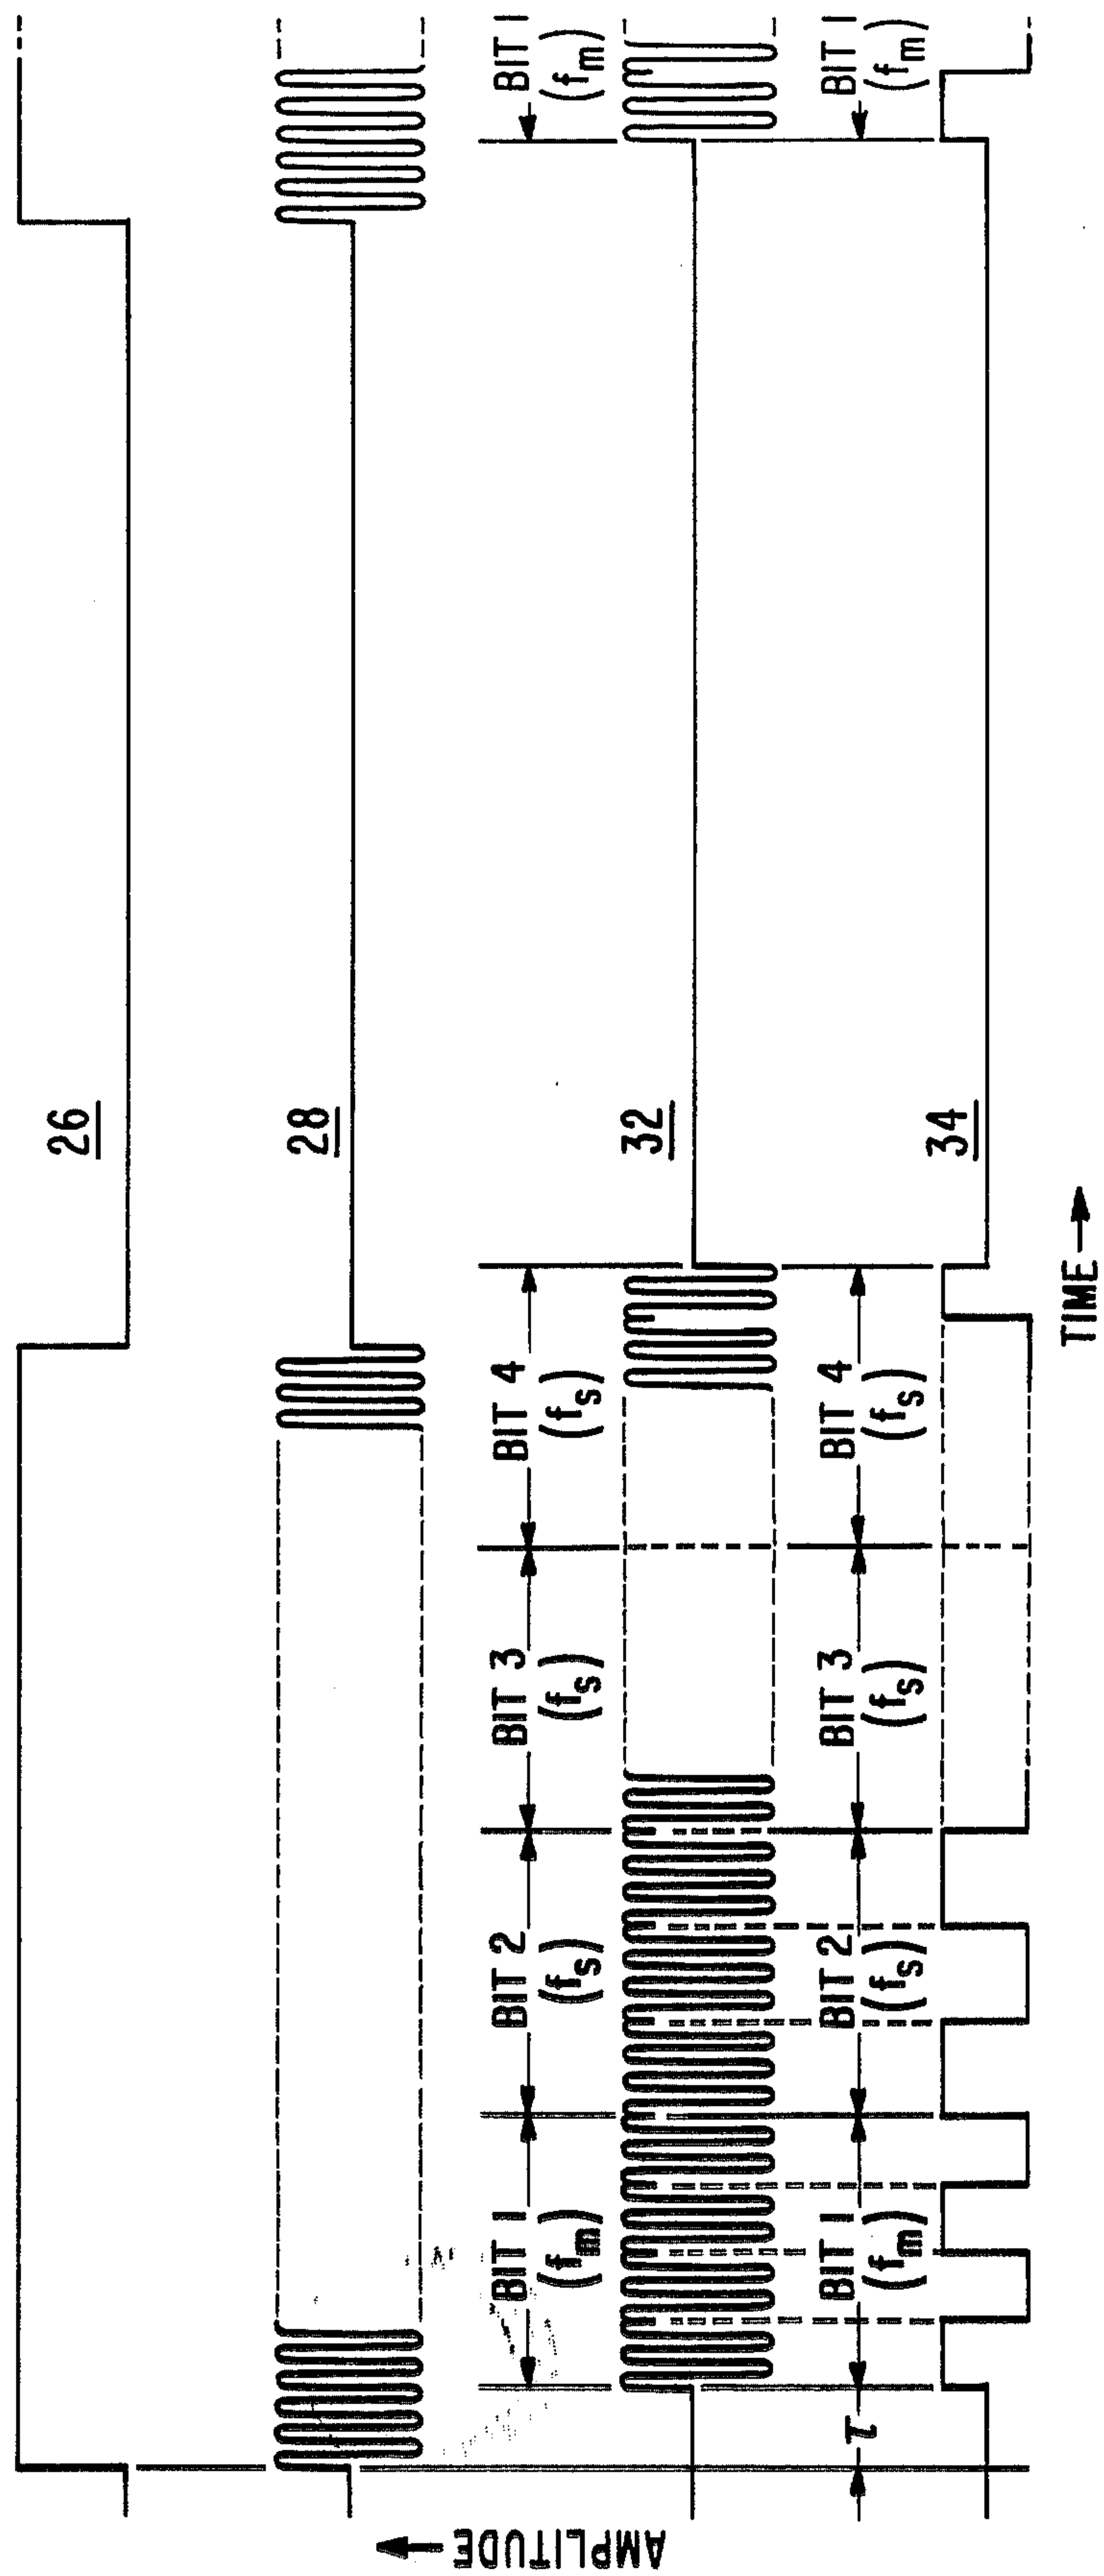 26
28
BIT 1
(fm)
BIT 2
(fs)
BIT 3
(fs)
BIT 4
(fs)
BIT 1
(fm)
32
τ
BIT 1
(fm)
BIT 2
(fs)
BIT 3
(fs)
BIT 4
(fs)
BIT 1
(fm)
34
AMPLITUDE
TIME